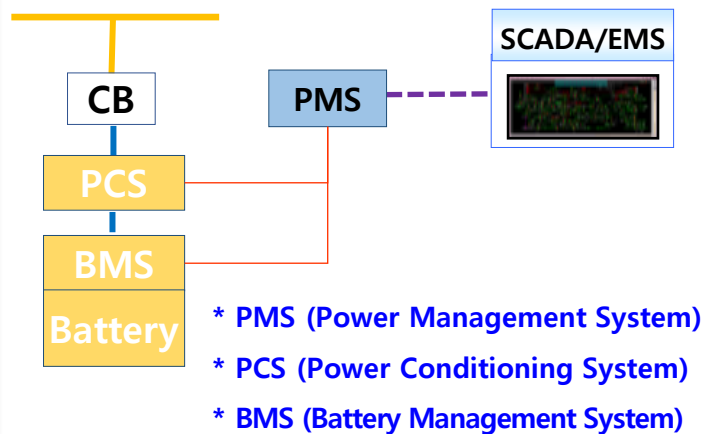 SCADA/EMS
CB
PMS
PCS
BMS
Battery
* PMS (Power Management System)
* PCS (Power Conditioning System)
* BMS (Battery Management System)